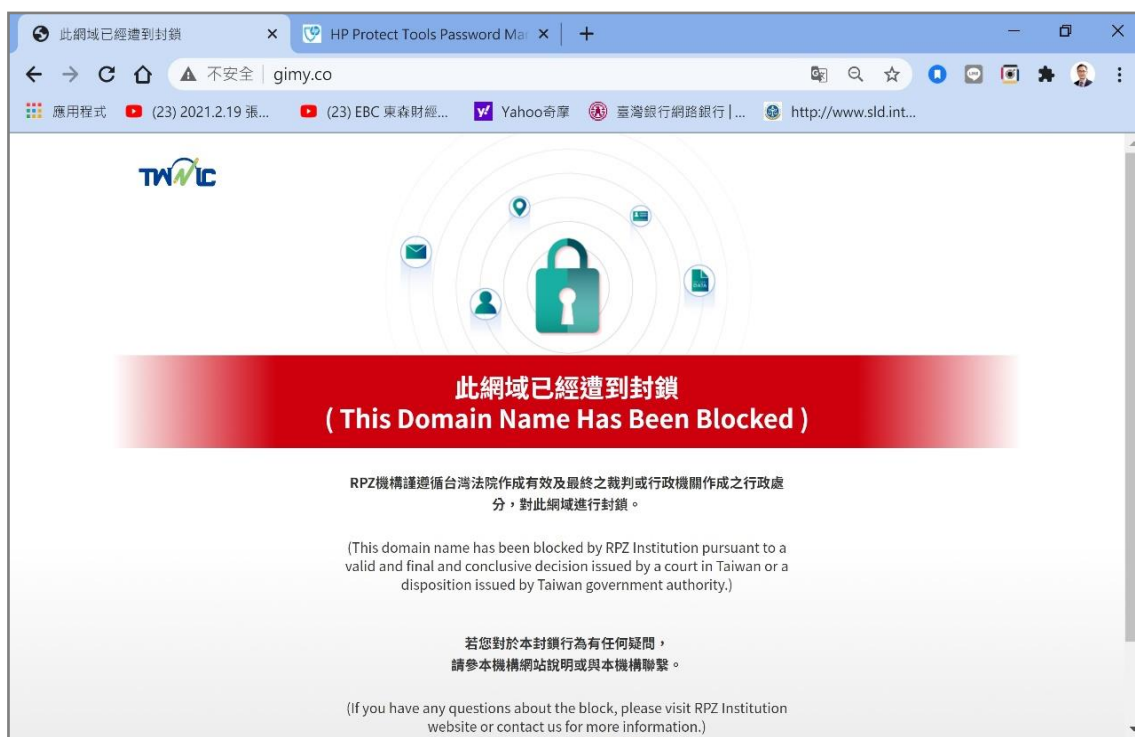 此網域已經遭到封鎖
HP Protect Tools Password Ma
不安全 gimy.co
應用程式 (23) 2021.2.19 張... (23) EBC 東森財經... Yahoo奇摩 臺灣銀行網路銀行 |... http://www.sld.int...
TWNIC
DATA
此網域已經遭到封鎖
( This Domain Name Has Been Blocked )
RPZ機構謹遵循台灣法院作成有效及最終之裁判或行政機關作成之行政處
分，對此網域進行封鎖。
(This domain name has been blocked by RPZ Institution pursuant to a
valid and final and conclusive decision issued by a court in Taiwan or a
disposition issued by Taiwan government authority.)
若您對於本封鎖行為有任何疑問，
請參本機構網站說明或與本機構聯繫。
(If you have any questions about the block, please visit RPZ Institution
website or contact us for more information.)